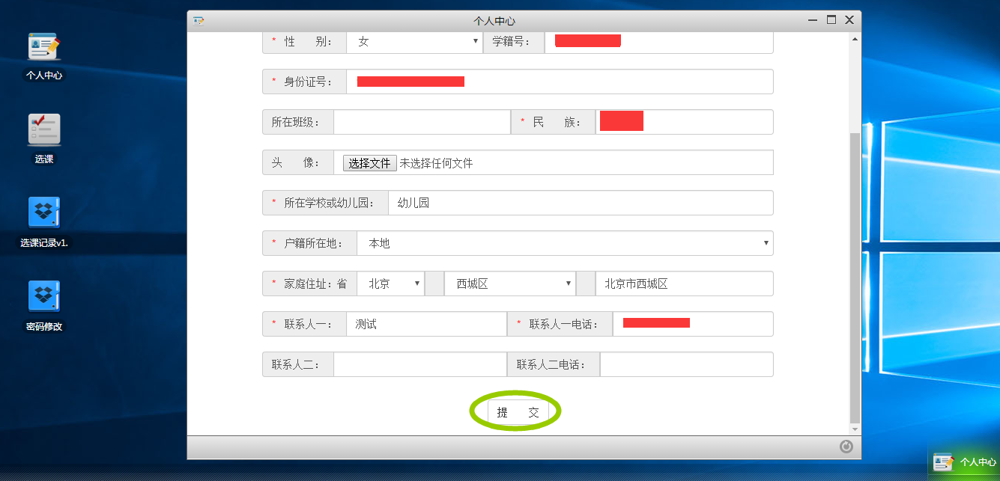 个人中心
个人中心
* 性 别： 女 学籍号：
* 身份证号：
所在班级： * 民 族：
头 像： 选择文件 未选择任何文件
* 所在学校或幼儿园： 幼儿园
* 户籍所在地： 本地
* 家庭住址：省 北京 西城区 北京市西城区
* 联系人一： 测试 * 联系人一电话：
联系人二： 联系人二电话：
提 交
选课
选课记录v1.
密码修改
个人中心